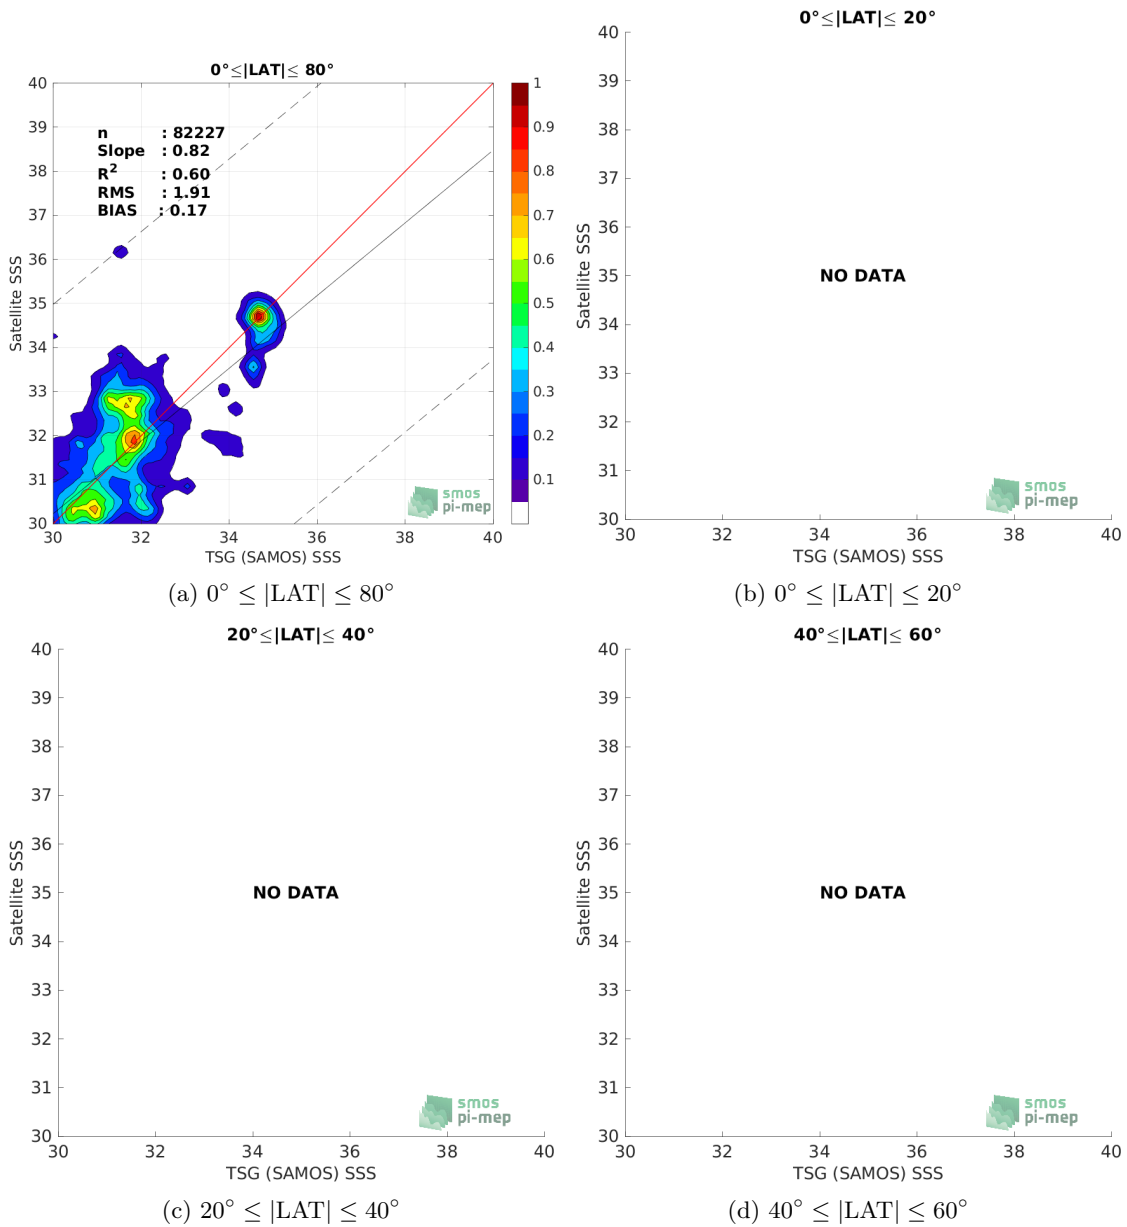 0°≤|LAT|≤ 80°
40
39
38
37
36
35
34
33
32
31
30
Satellite SSS
n : 82227
Slope : 0.82
R² : 0.60
RMS : 1.91
BIAS : 0.17
1
0.9
0.8
0.7
0.6
0.5
0.4
0.3
0.2
0.1
smos
pi-mep
30 32 34 36 38 40
TSG (SAMOS) SSS
(a) 0° ≤ |LAT| ≤ 80°
0°≤|LAT|≤ 20°
40
39
38
37
36
35
34
33
32
31
30
Satellite SSS
NO DATA
smos
pi-mep
30 32 34 36 38 40
TSG (SAMOS) SSS
(b) 0° ≤ |LAT| ≤ 20°
20°≤|LAT|≤ 40°
40
39
38
37
36
35
34
33
32
31
30
Satellite SSS
NO DATA
smos
pi-mep
30 32 34 36 38 40
TSG (SAMOS) SSS
(c) 20° ≤ |LAT| ≤ 40°
40°≤|LAT|≤ 60°
40
39
38
37
36
35
34
33
32
31
30
Satellite SSS
NO DATA
smos
pi-mep
30 32 34 36 38 40
TSG (SAMOS) SSS
(d) 40° ≤ |LAT| ≤ 60°